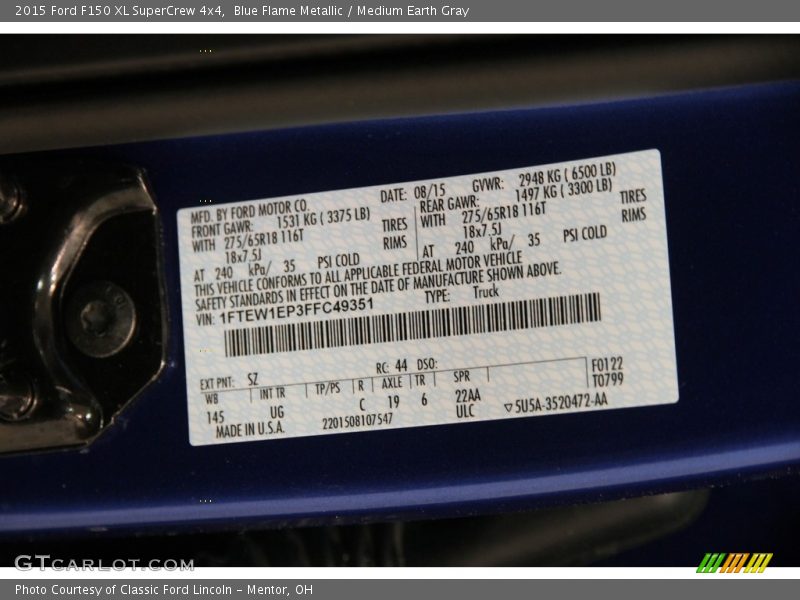 2015 Ford F150 XL SuperCrew 4x4,  Blue Flame Metallic / Medium Earth Gray
MFD. BY FORD MOTOR CO.
DATE: 08/15
GVWR: 2948 KG ( 6500 LB)
FRONT GAWR: 1531 KG ( 3375 LB)
REAR GAWR: 1497 KG ( 3300 LB)
WITH 275/65R18 116T TIRES
WITH 275/65R18 116T TIRES
18x7.5J RIMS
18x7.5J RIMS
AT 240 kPa/ 35 PSI COLD
AT 240 kPa/ 35 PSI COLD
THIS VEHICLE CONFORMS TO ALL APPLICABLE FEDERAL MOTOR VEHICLE
SAFETY STANDARDS IN EFFECT ON THE DATE OF MANUFACTURE SHOWN ABOVE.
VIN: 1FTEW1EP3FFC49351
TYPE: Truck
EXT PNT: SZ
RC: 44 DSO:
F0122
WB INT TR TP/PS R AXLE TR SPR
T0799
145 UG C 19 6 22AA
ULC
▽5U5A-3520472-AA
MADE IN U.S.A.
2201508107547
GTCARLOT.COM
Photo Courtesy of Classic Ford Lincoln - Mentor, OH